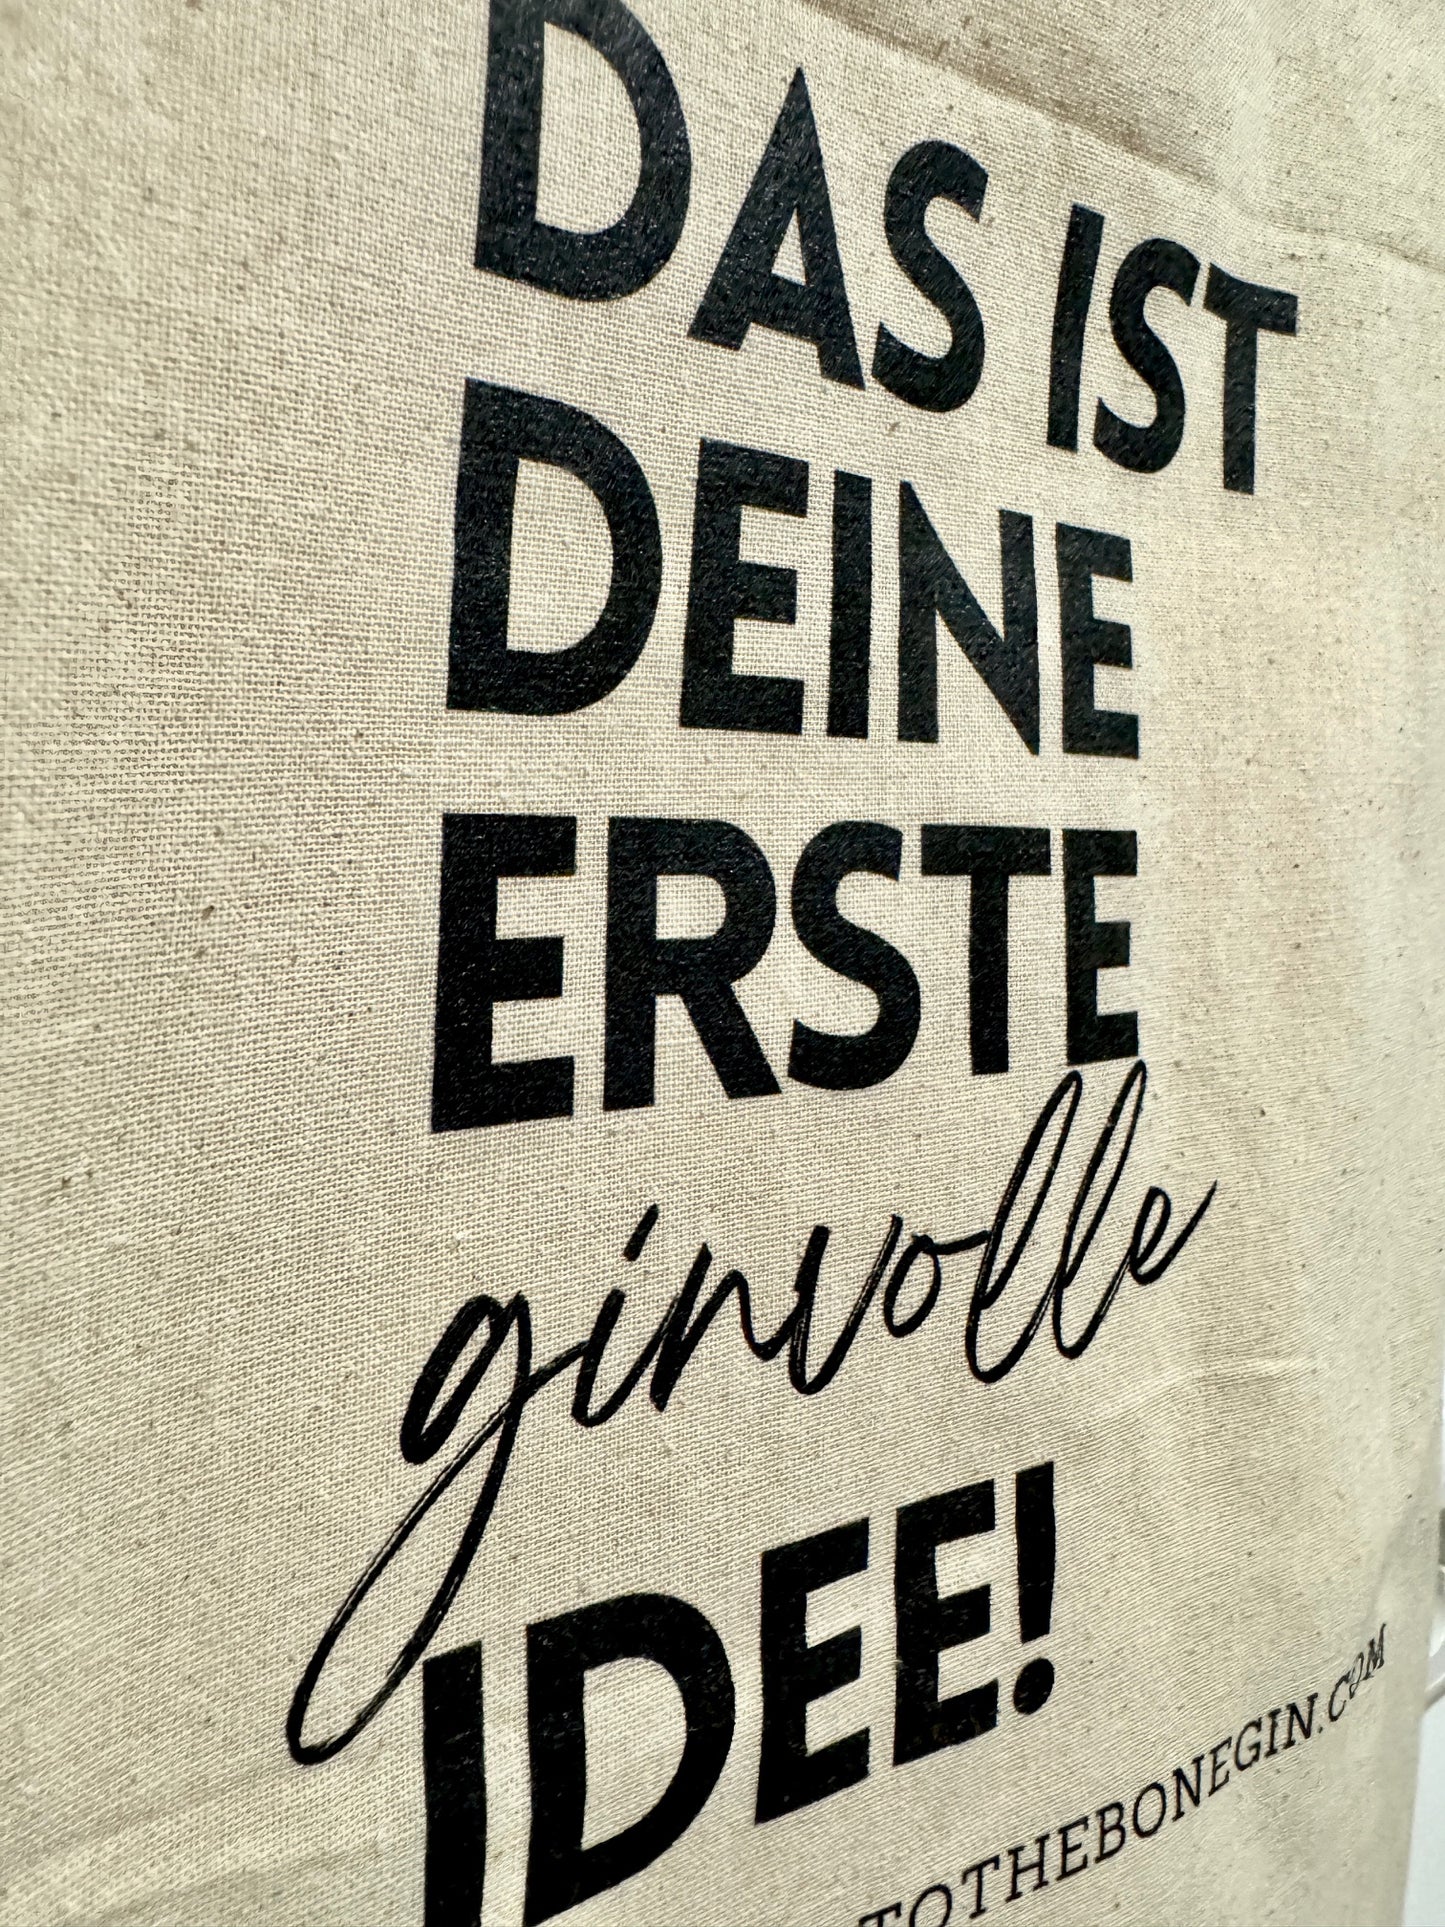 DAS IST
DEINE
ERSTE
ginvolle
IDEE!
TOTHEBONEGIN.COM